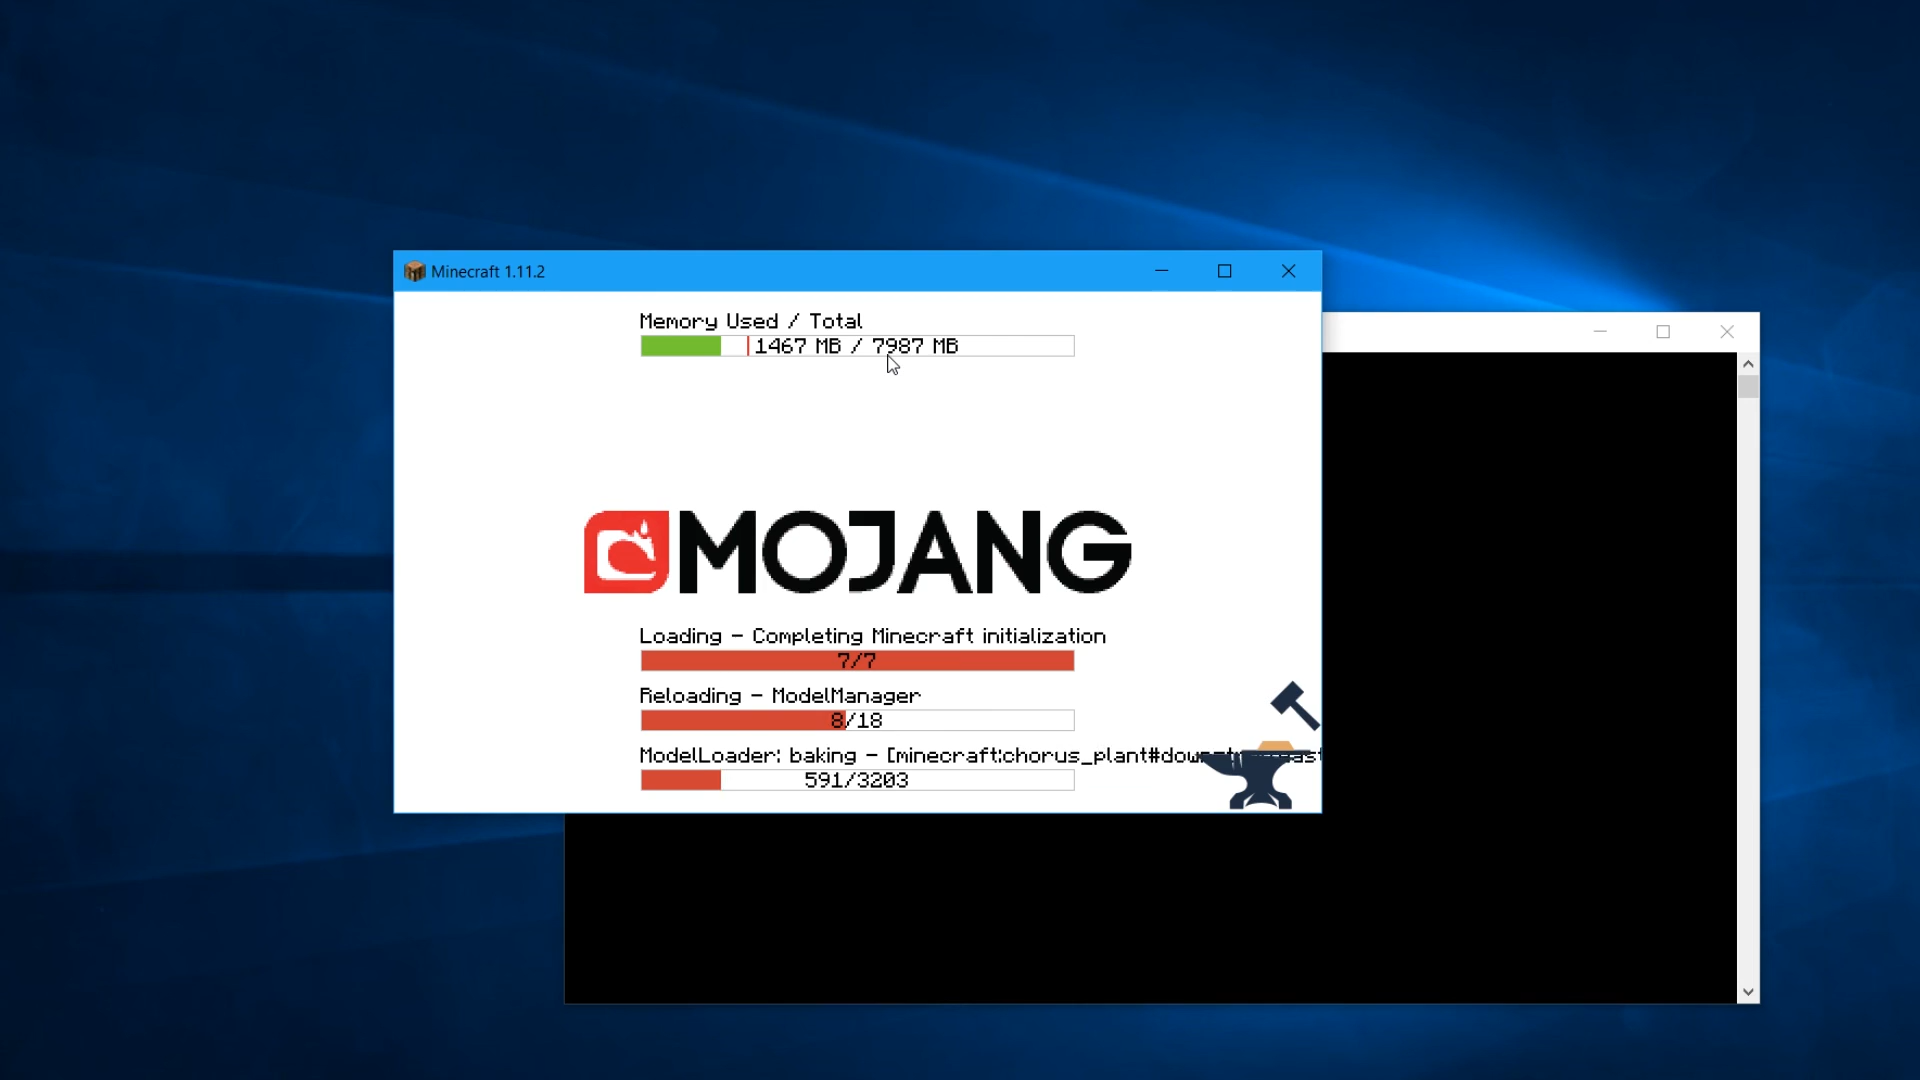 Minecraft 1.11.2
Memory Used / Total
1467 MB / 7987 MB
MOJANG
Loading - Completing Minecraft initialization
7/7
Reloading - ModelManager
8/18
ModelLoader: baking - [minecraft:chorus_plant#down
591/3203